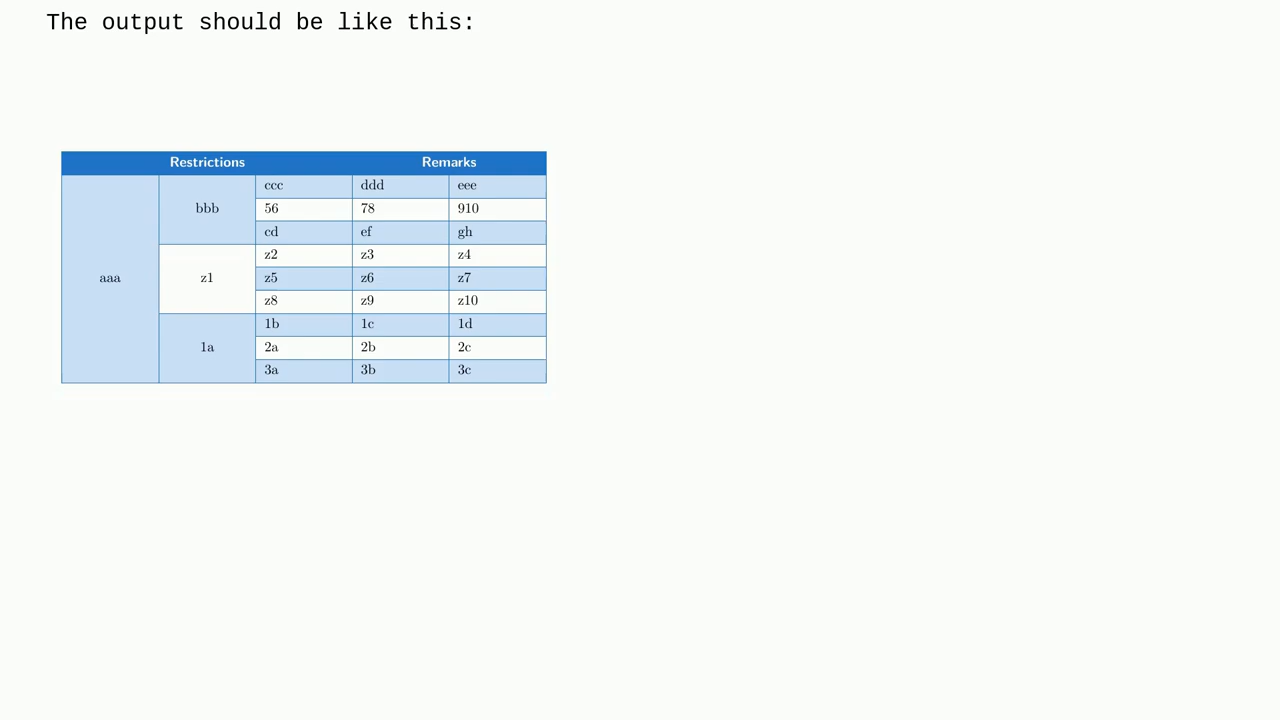 The output should be like this:
Restrictions Remarks
ccc ddd eee
bbb 56 78 910
cd ef gh
z2 z3 z4
aaa z1 z5 z6 z7
z8 z9 z10
1b 1c 1d
1a 2a 2b 2c
3a 3b 3c